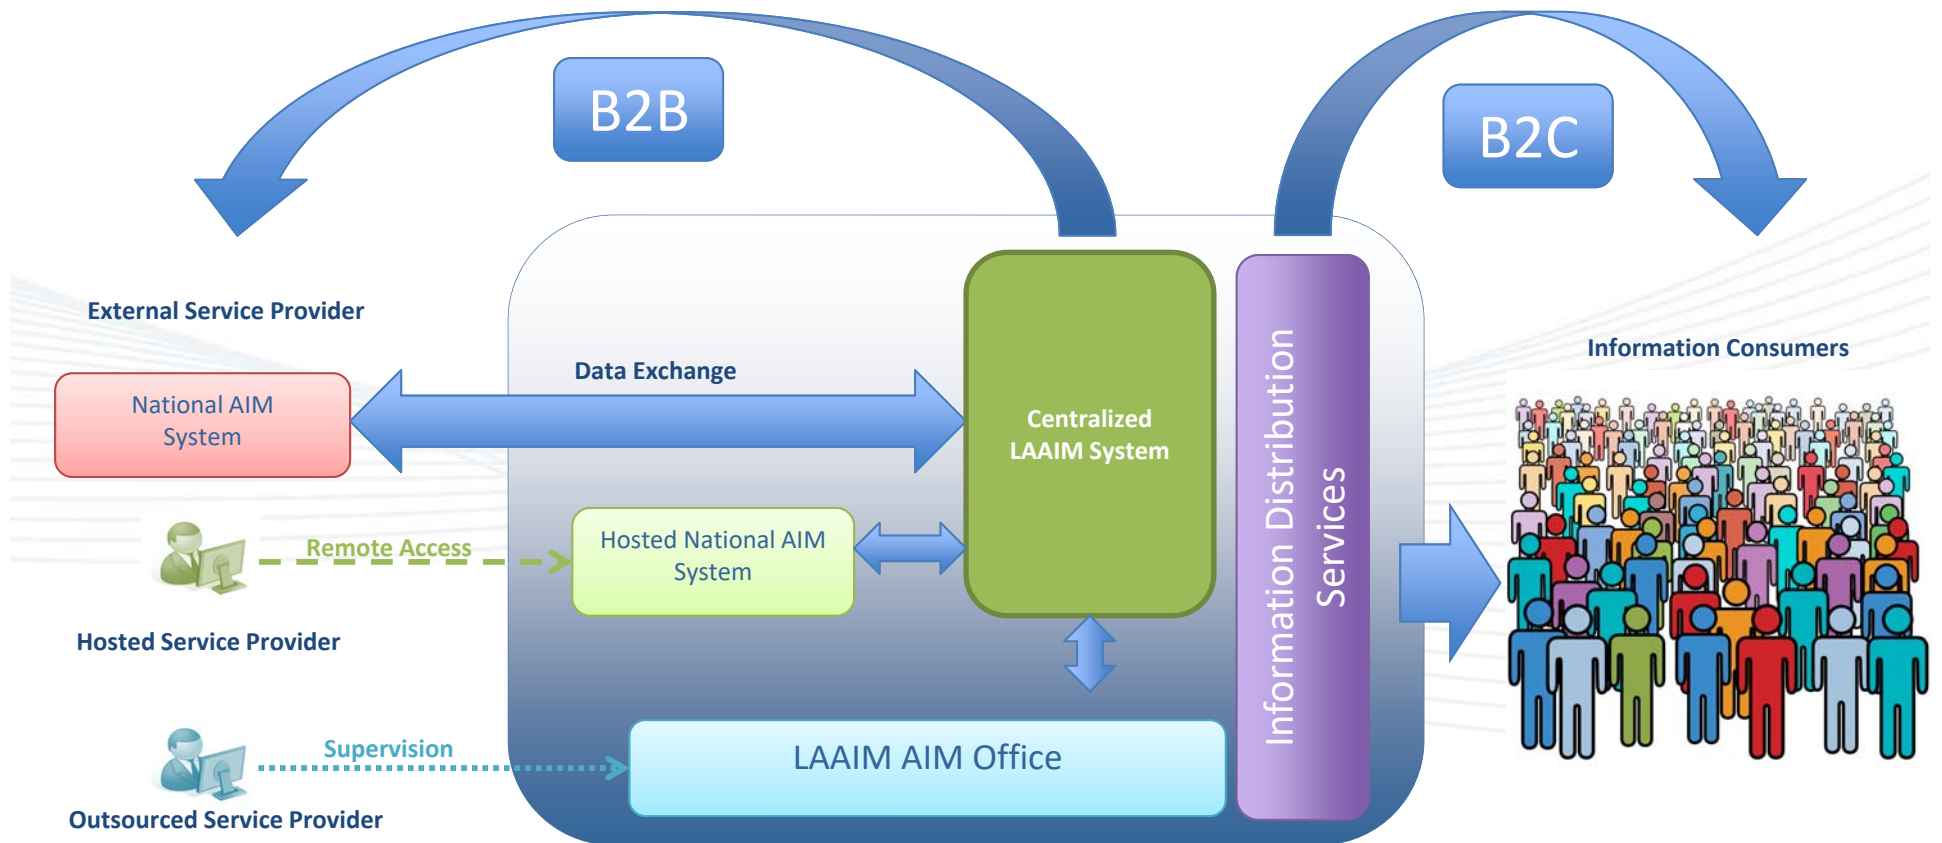 B2B
B2C
External Service Provider
Information Consumers
Data Exchange
National AIM
System
Centralized
LAAIM System
Information Distribution
Services
Remote Access
Hosted National AIM
System
Hosted Service Provider
Supervision
LAAIM AIM Office
Outsourced Service Provider